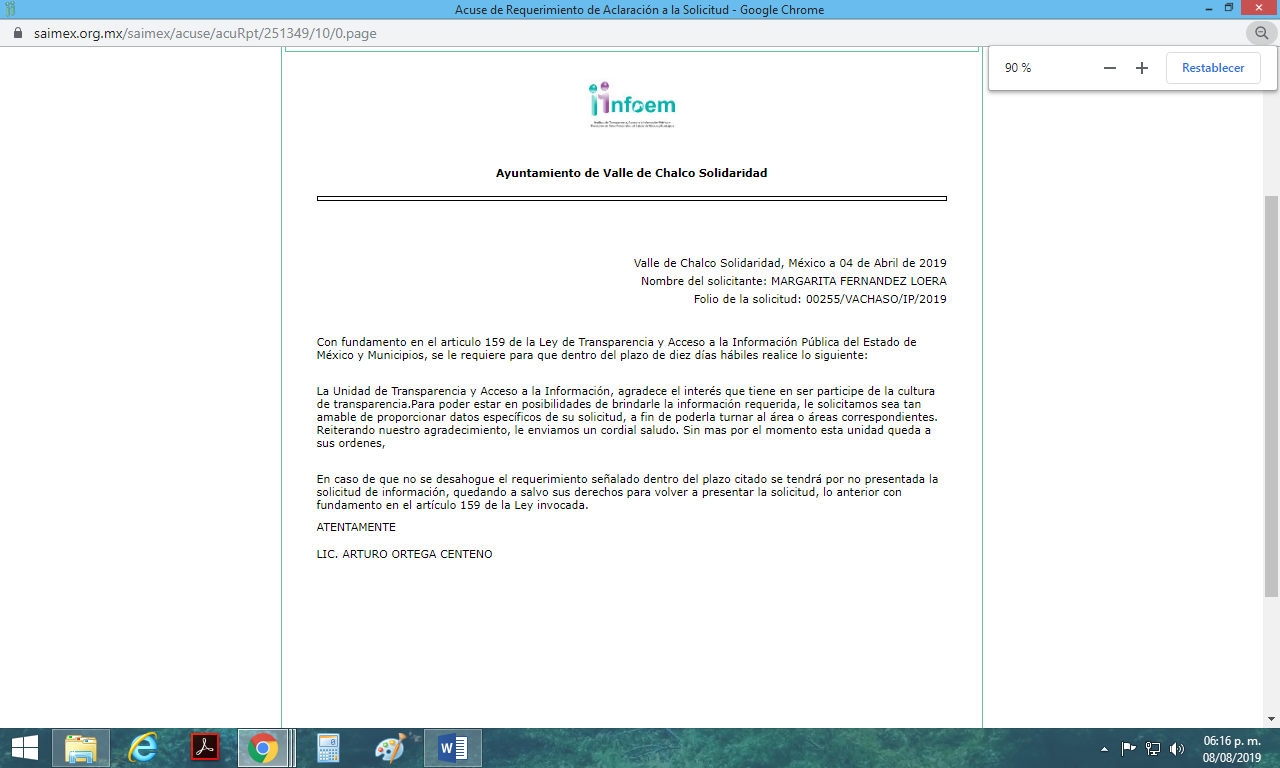 Acuse de Requerimiento de Aclaración a la Solicitud - Google Chrome
saimex.org.mx/saimex/acuse/acuRpt/251349/10/0.page
90 %
Restablecer
infoem
Ayuntamiento de Valle de Chalco Solidaridad
Valle de Chalco Solidaridad, México a 04 de Abril de 2019
Nombre del solicitante: MARGARITA FERNANDEZ LOERA
Folio de la solicitud: 00255/VACHASO/IP/2019
Con fundamento en el articulo 159 de la Ley de Transparencia y Acceso a la Información Pública del Estado de
México y Municipios, se le requiere para que dentro del plazo de diez días hábiles realice lo siguiente:
La Unidad de Transparencia y Acceso a la Información, agradece el interés que tiene en ser participe de la cultura
de transparencia.Para poder estar en posibilidades de brindarle la información requerida, le solicitamos sea tan
amable de proporcionar datos específicos de su solicitud, a fin de poderla turnar al área o áreas correspondientes.
Reiterando nuestro agradecimiento, le enviamos un cordial saludo. Sin mas por el momento esta unidad queda a
sus ordenes,
En caso de que no se desahogue el requerimiento señalado dentro del plazo citado se tendrá por no presentada la
solicitud de información, quedando a salvo sus derechos para volver a presentar la solicitud, lo anterior con
fundamento en el artículo 159 de la Ley invocada.
ATENTAMENTE
LIC. ARTURO ORTEGA CENTENO
06:16 p. m.
08/08/2019